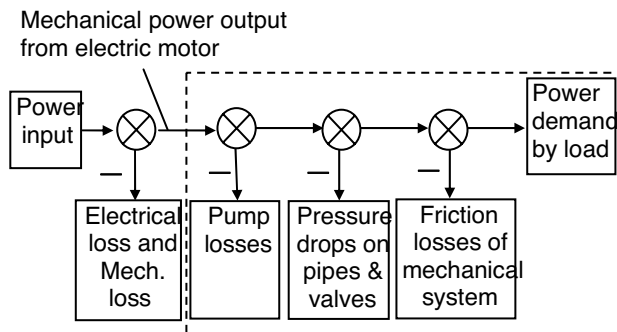 Mechanical power output
from electric motor
Power
input
Power
demand
by load
Electrical
loss and
Mech.
loss
Pump
losses
Pressure
drops on
pipes &
valves
Friction
losses of
mechanical
system